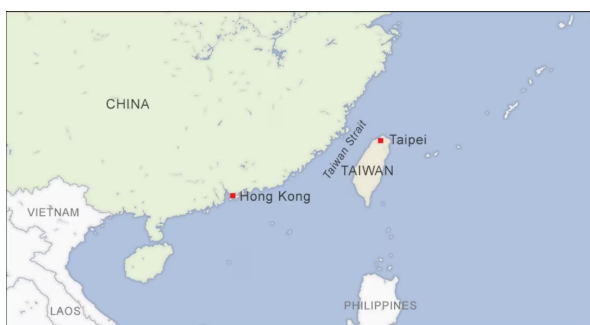 CHINA
Taiwan Strait
Taipei
TAIWAN
Hong Kong
VIETNAM
LAOS
PHILIPPINES